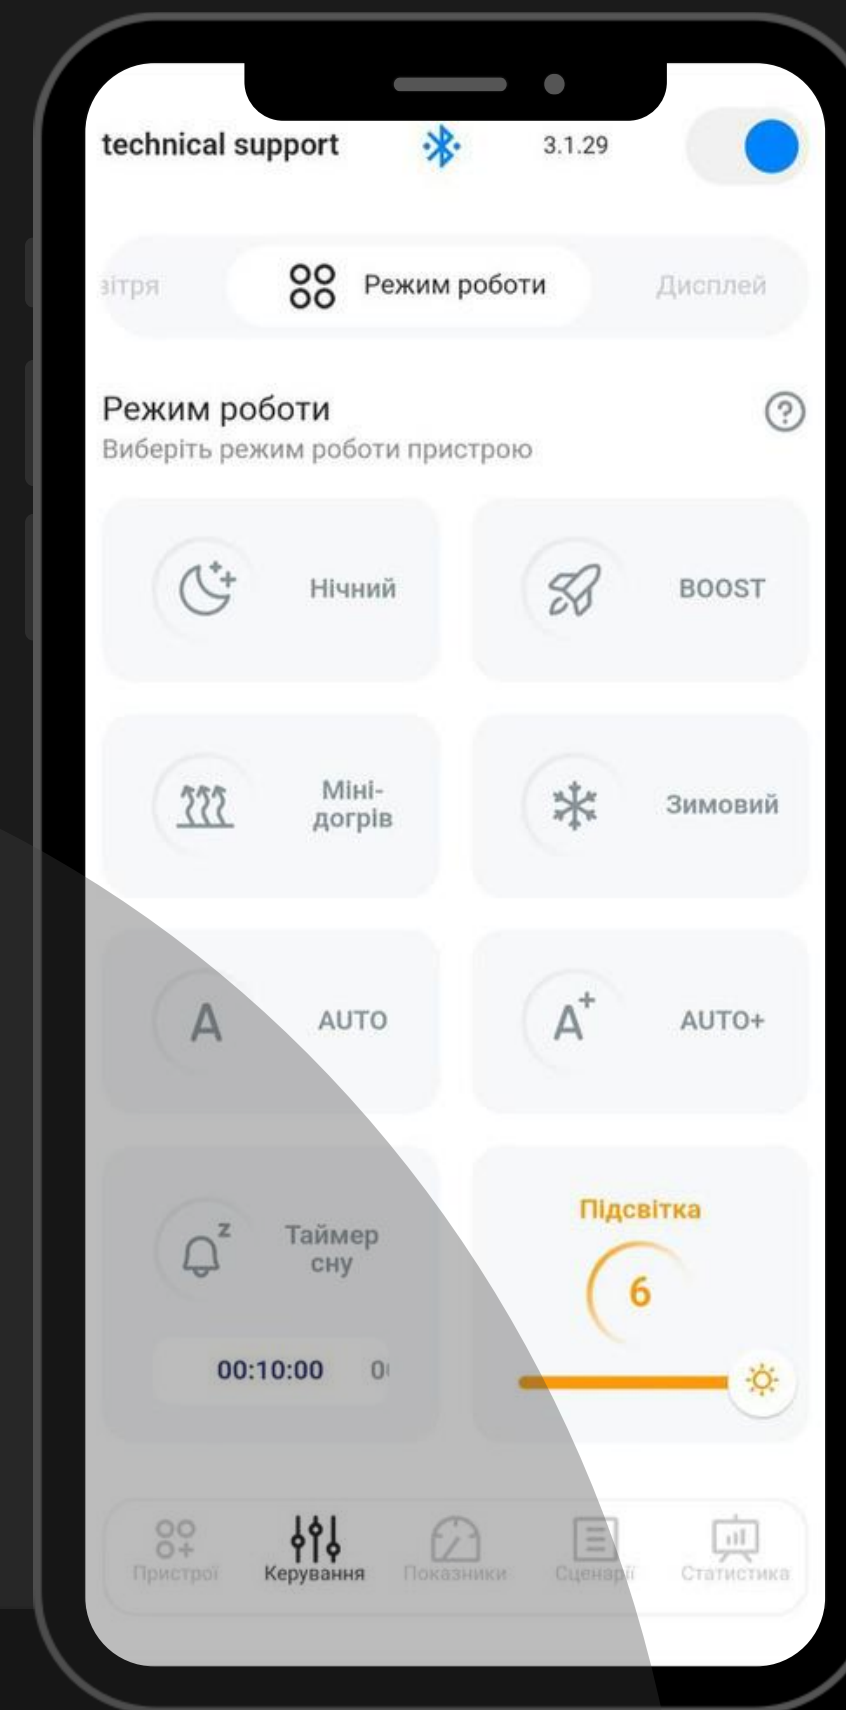 technical support
3.1.29
вітря
Режим роботи
Дисплей
Режим роботи
Виберіть режим роботи пристрою
Нічний
BOOST
Міні-
догрів
Зимовий
A
AUTO
A+
AUTO+
z
Таймер
сну
00:10:00
Підсвітка
6
Пристрої
Керування
Показники
Сценарії
Статистика